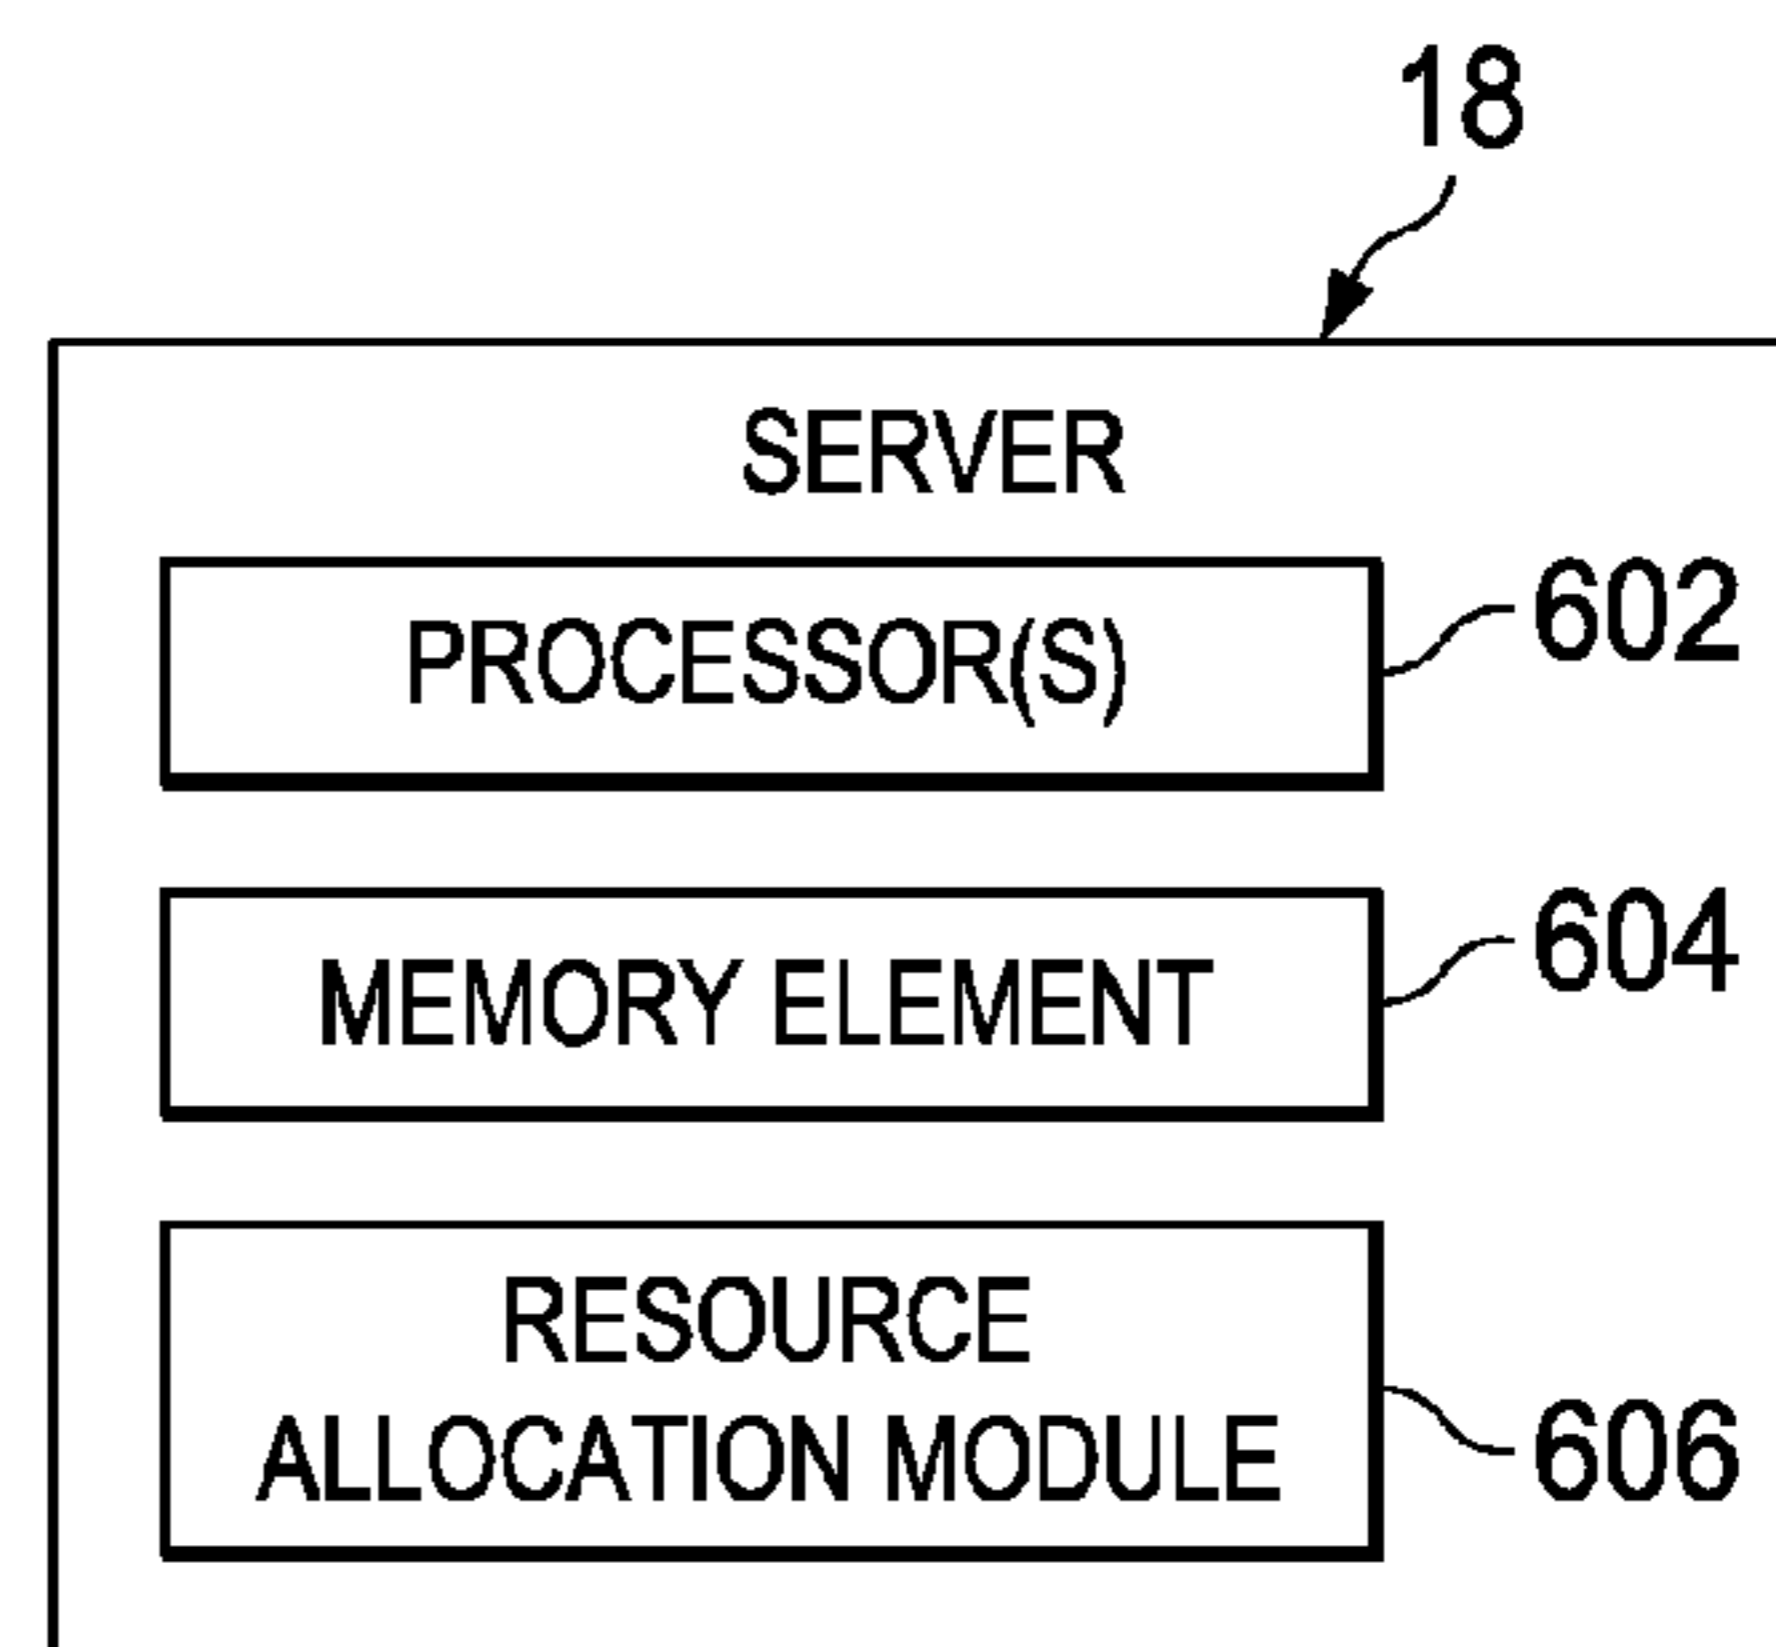 18
SERVER
PROCESSOR(S)
602
MEMORY ELEMENT
604
RESOURCE
ALLOCATION MODULE
606